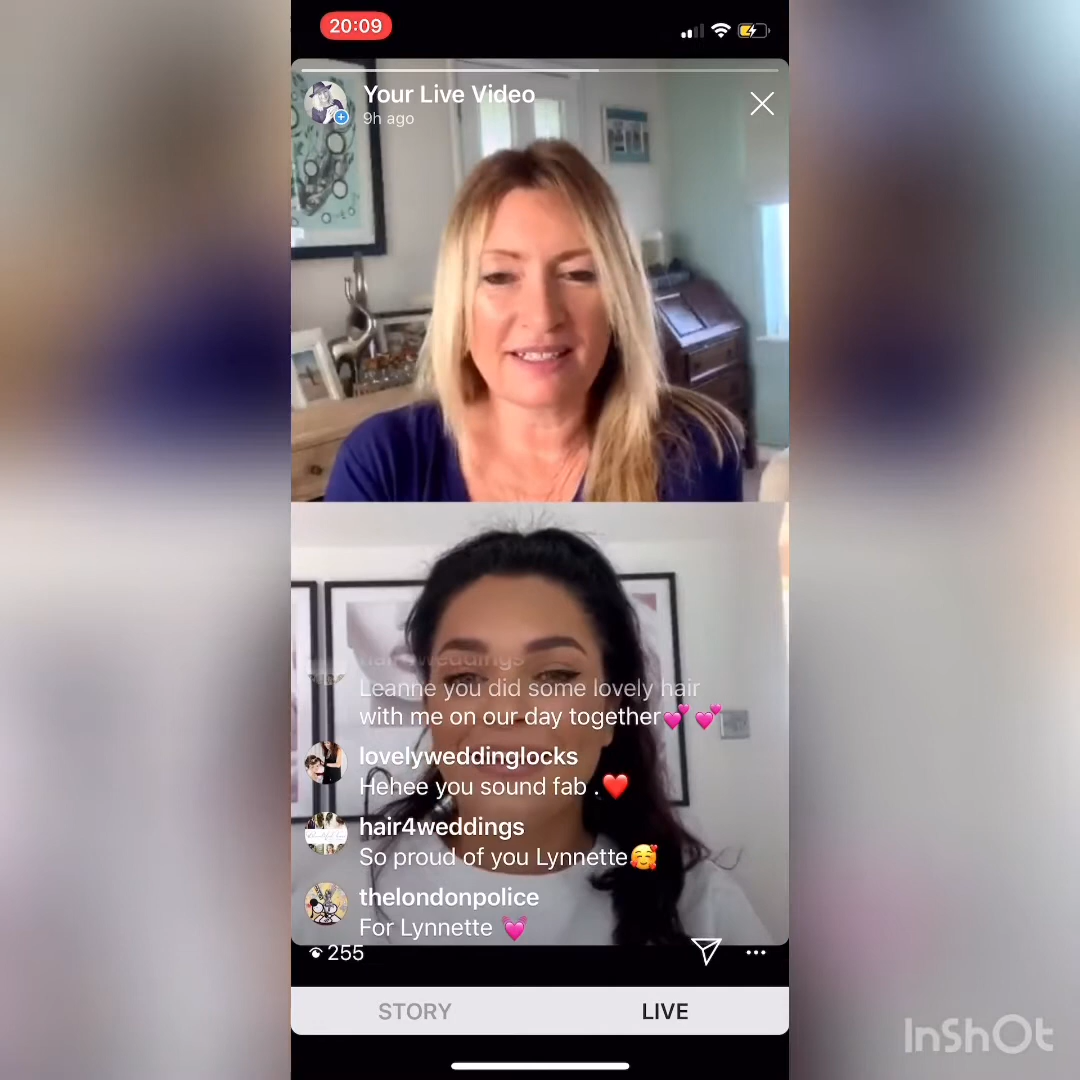 20:09
Your Live Video
9h ago
hair4weddings
Leanne you did some lovely hair
with me on our day together💕💕
lovelyweddinglocks
Hehee you sound fab .❤️
hair4weddings
So proud of you Lynnette🥰
thelondonpolice
For Lynnette 💓
255
STORY
LIVE
InShOt